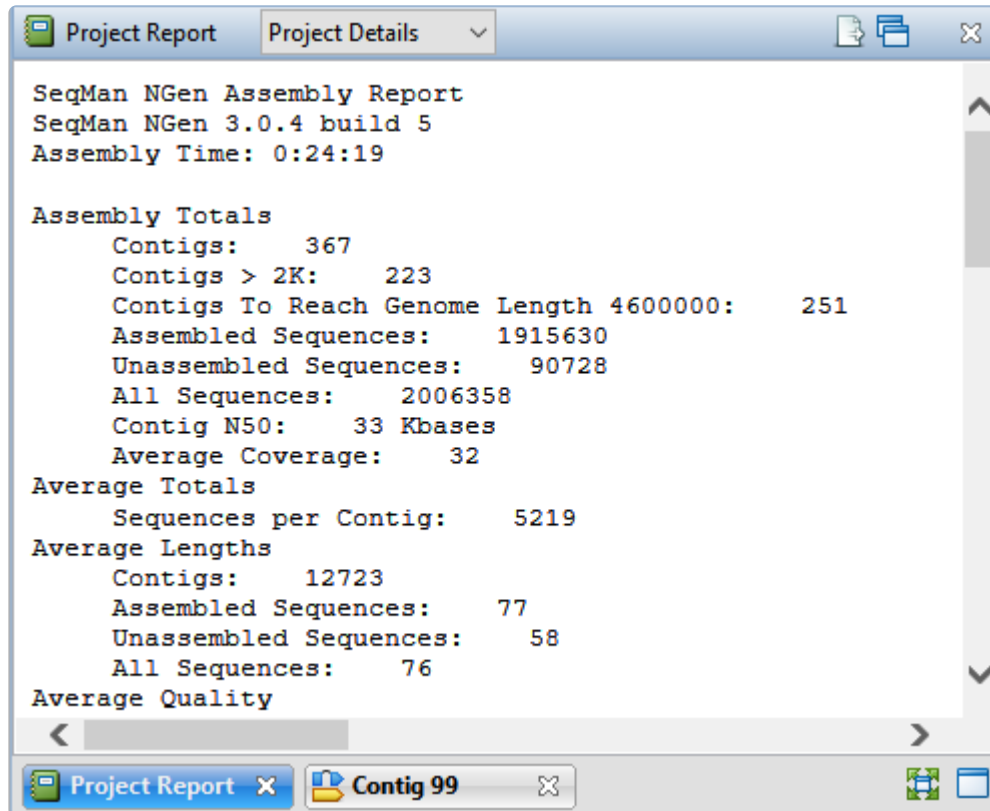 Project Report Project Details
SeqMan NGen Assembly Report
SeqMan NGen 3.0.4 build 5
Assembly Time: 0:24:19
Assembly Totals
Contigs: 367
Contigs > 2K: 223
Contigs To Reach Genome Length 4600000: 251
Assembled Sequences: 1915630
Unassembled Sequences: 90728
All Sequences: 2006358
Contig N50: 33 Kbases
Average Coverage: 32
Average Totals
Sequences per Contig: 5219
Average Lengths
Contigs: 12723
Assembled Sequences: 77
Unassembled Sequences: 58
All Sequences: 76
Average Quality
Project Report Contig 99